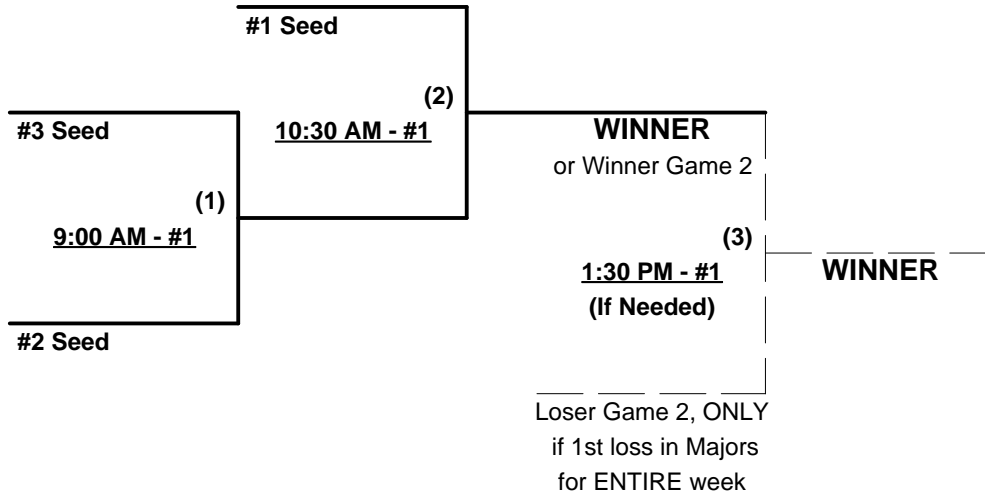 #1 Seed
(2)
10:30 AM - #1
#3 Seed
(1)
9:00 AM - #1
#2 Seed
WINNER
or Winner Game 2
(3)
1:30 PM - #1
(If Needed)
WINNER
Loser Game 2, ONLY
if 1st loss in Majors
for ENTIRE week